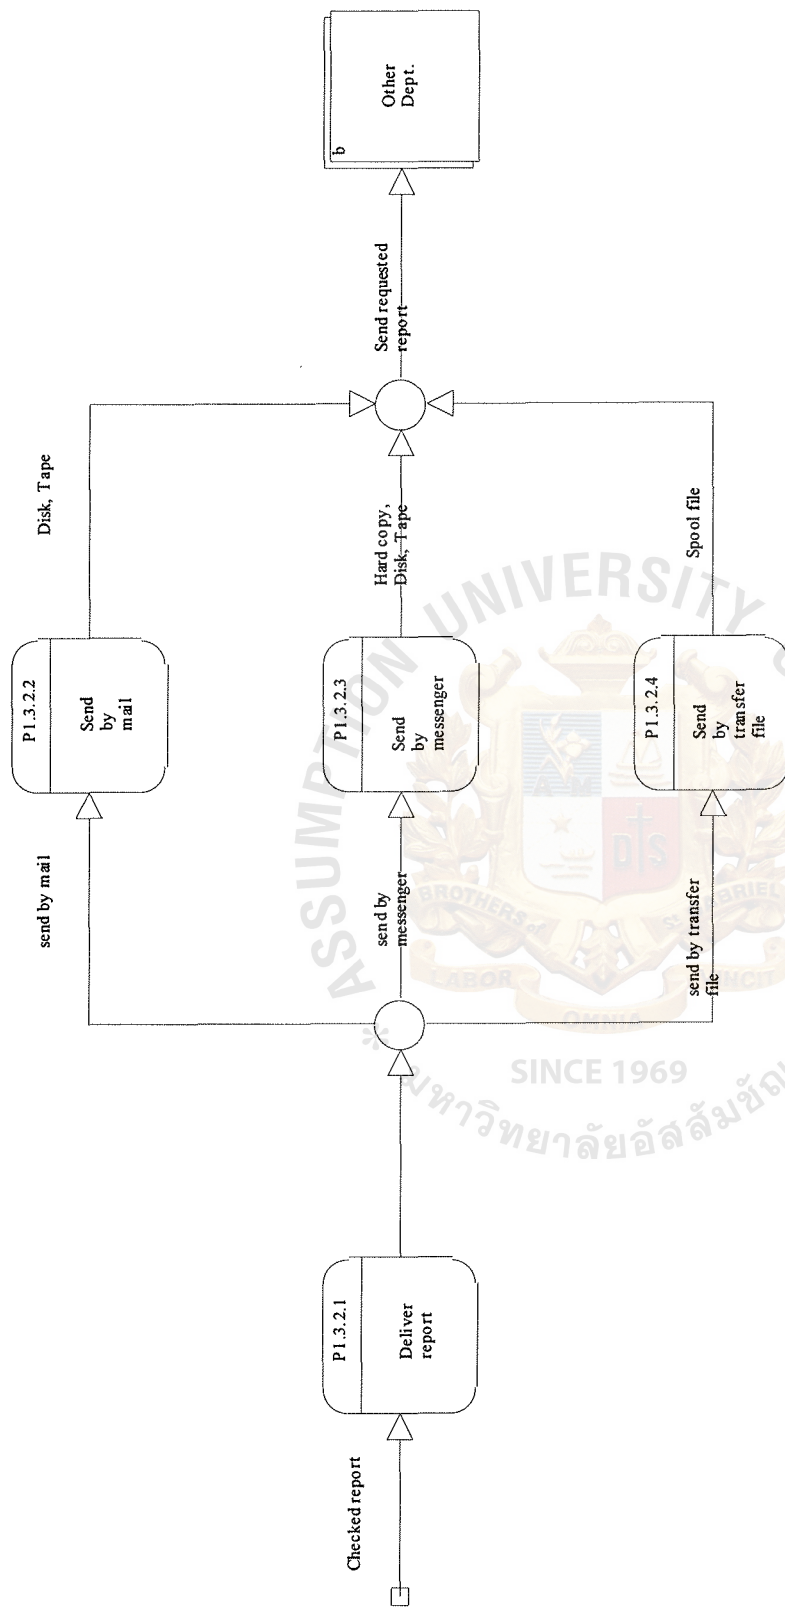 Checked report
P1.3.2.1
Deliver
report
send by mail
send by
messenger
send by transfer
file
P1.3.2.2
Send
by
mail
P1.3.2.3
Send
by
messenger
P1.3.2.4
Send
by
transfer
file
Disk, Tape
Hard copy,
Disk, Tape
Spool file
Send requested
report
b
Other
Dept.
ASSUMPTION UNIVERSITY
A M
D S
BROTHERS of
LABOR
OMNIA
SINCE 1969